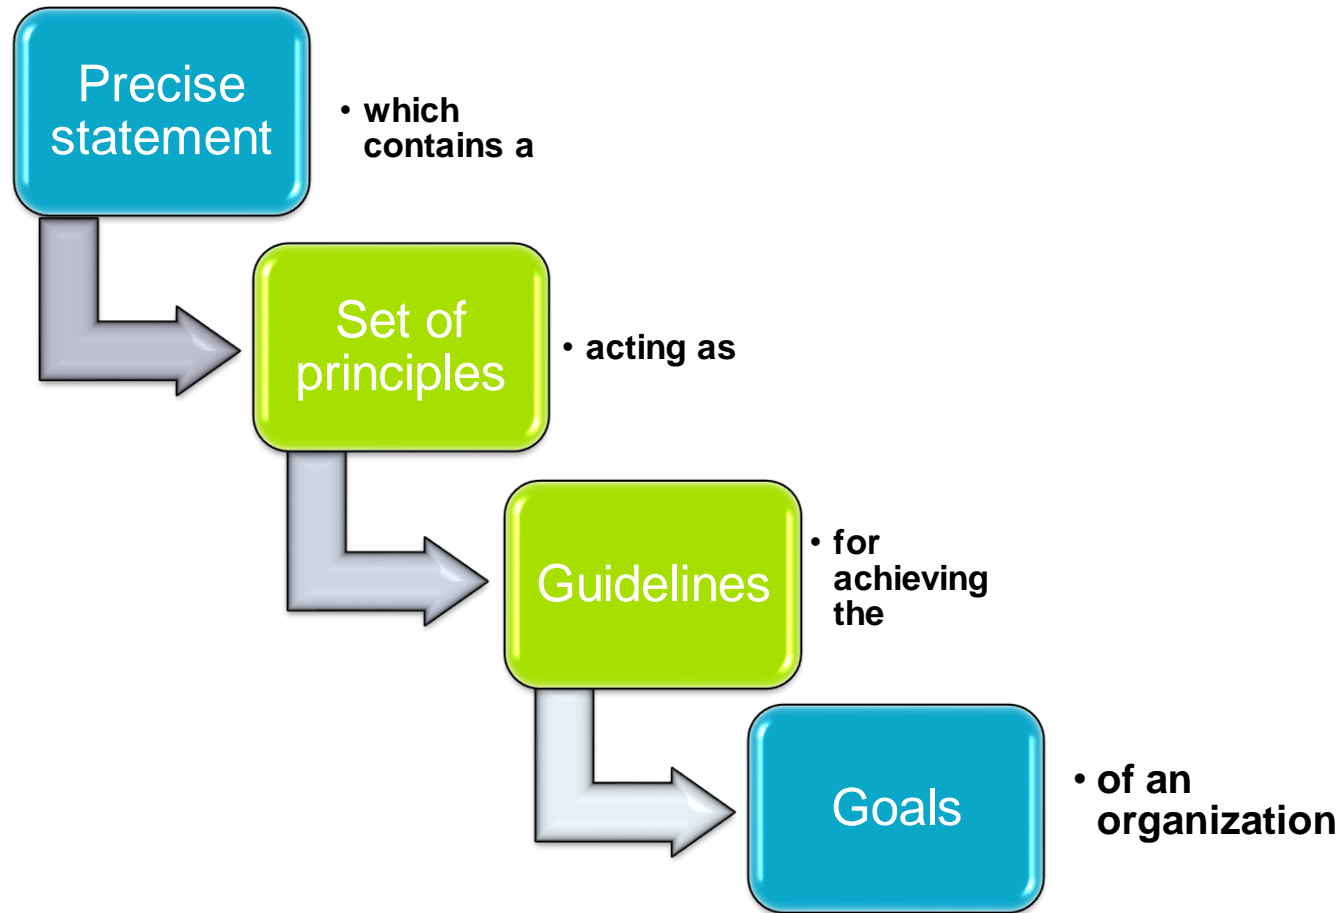 Precise
statement
• which
contains a
Set of
principles
• acting as
Guidelines
• for
achieving
the
Goals
• of an
organization